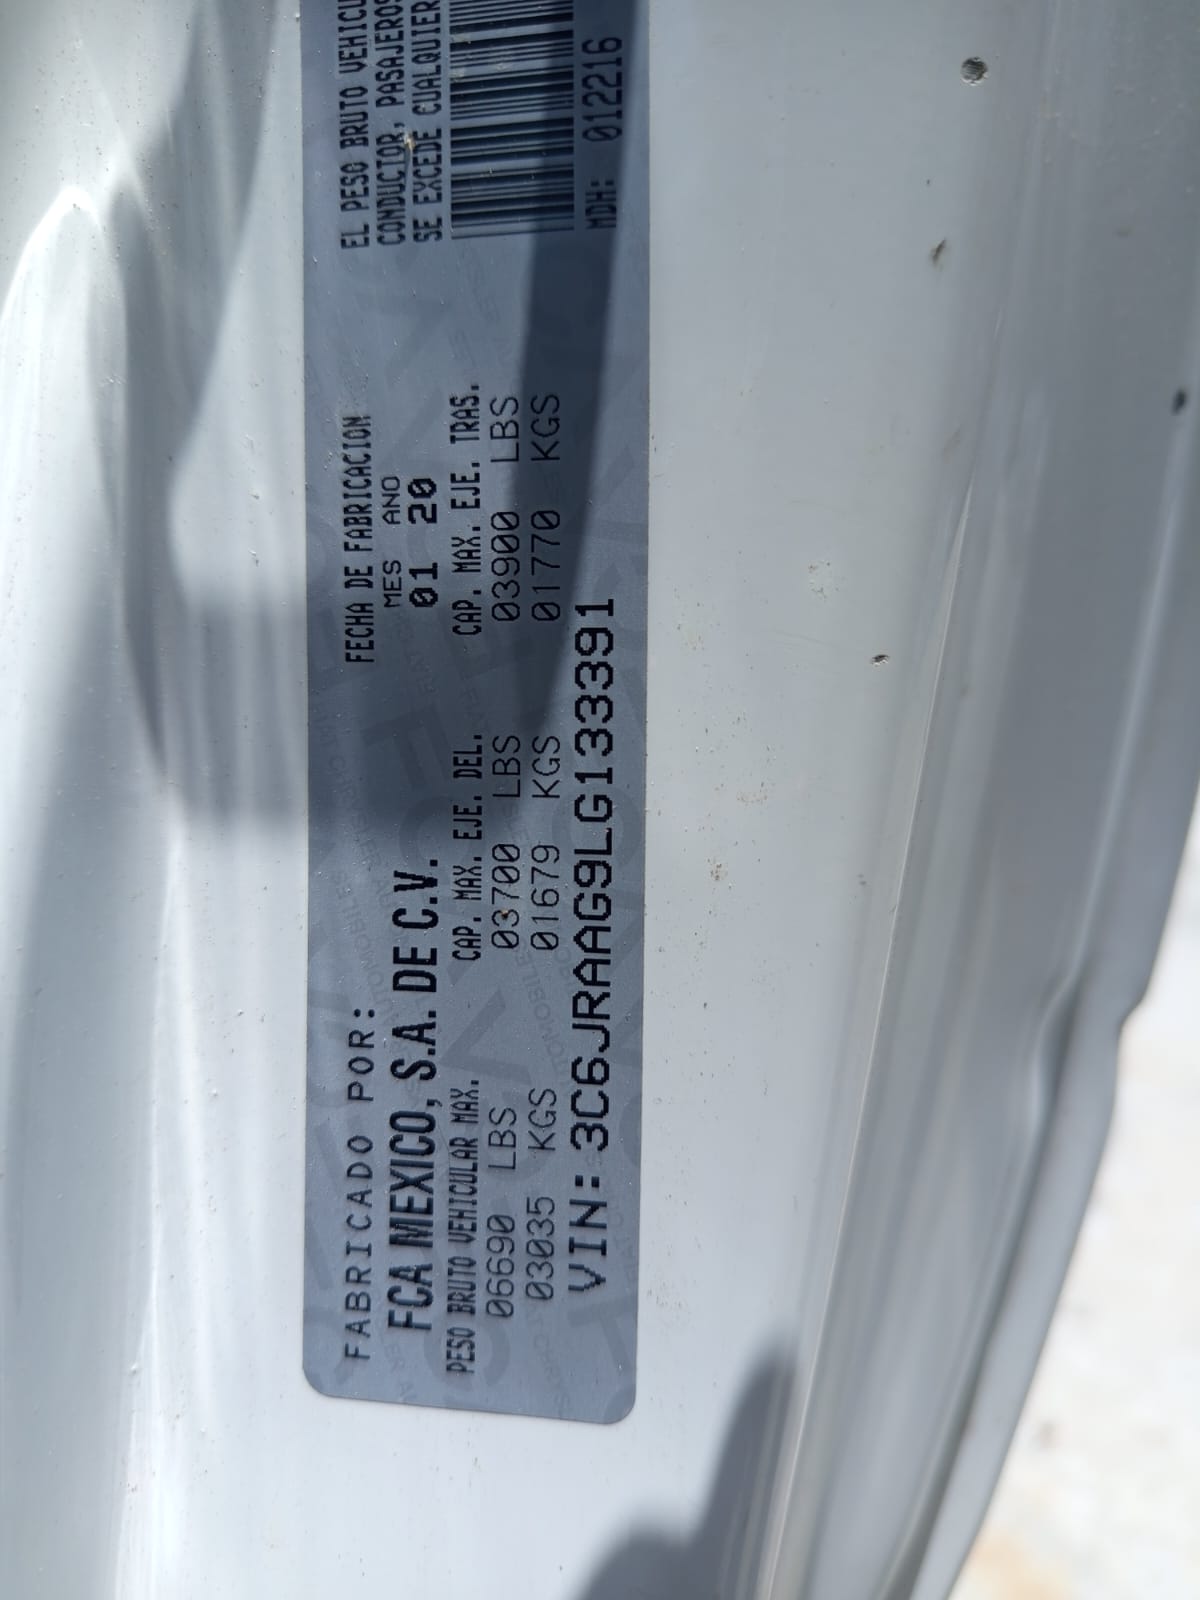 FABRICADO POR:
FCA MEXICO, S.A. DE C.V.
FECHA DE FABRICACION
MES ANO
01 20
PESO BRUTO VEHICULAR MAX.
06690 LBS
03035 KGS
CAP. MAX. EJE. DEL.
03700 LBS
01679 KGS
CAP. MAX. EJE. TRAS.
03900 LBS
01770 KGS
VIN: 3C6JRAAG9LG133391
EL PESO BRUTO
CONDUCTOR, PASAJEROS
SE EXCEDE CUALQUIER
MDH: 012216